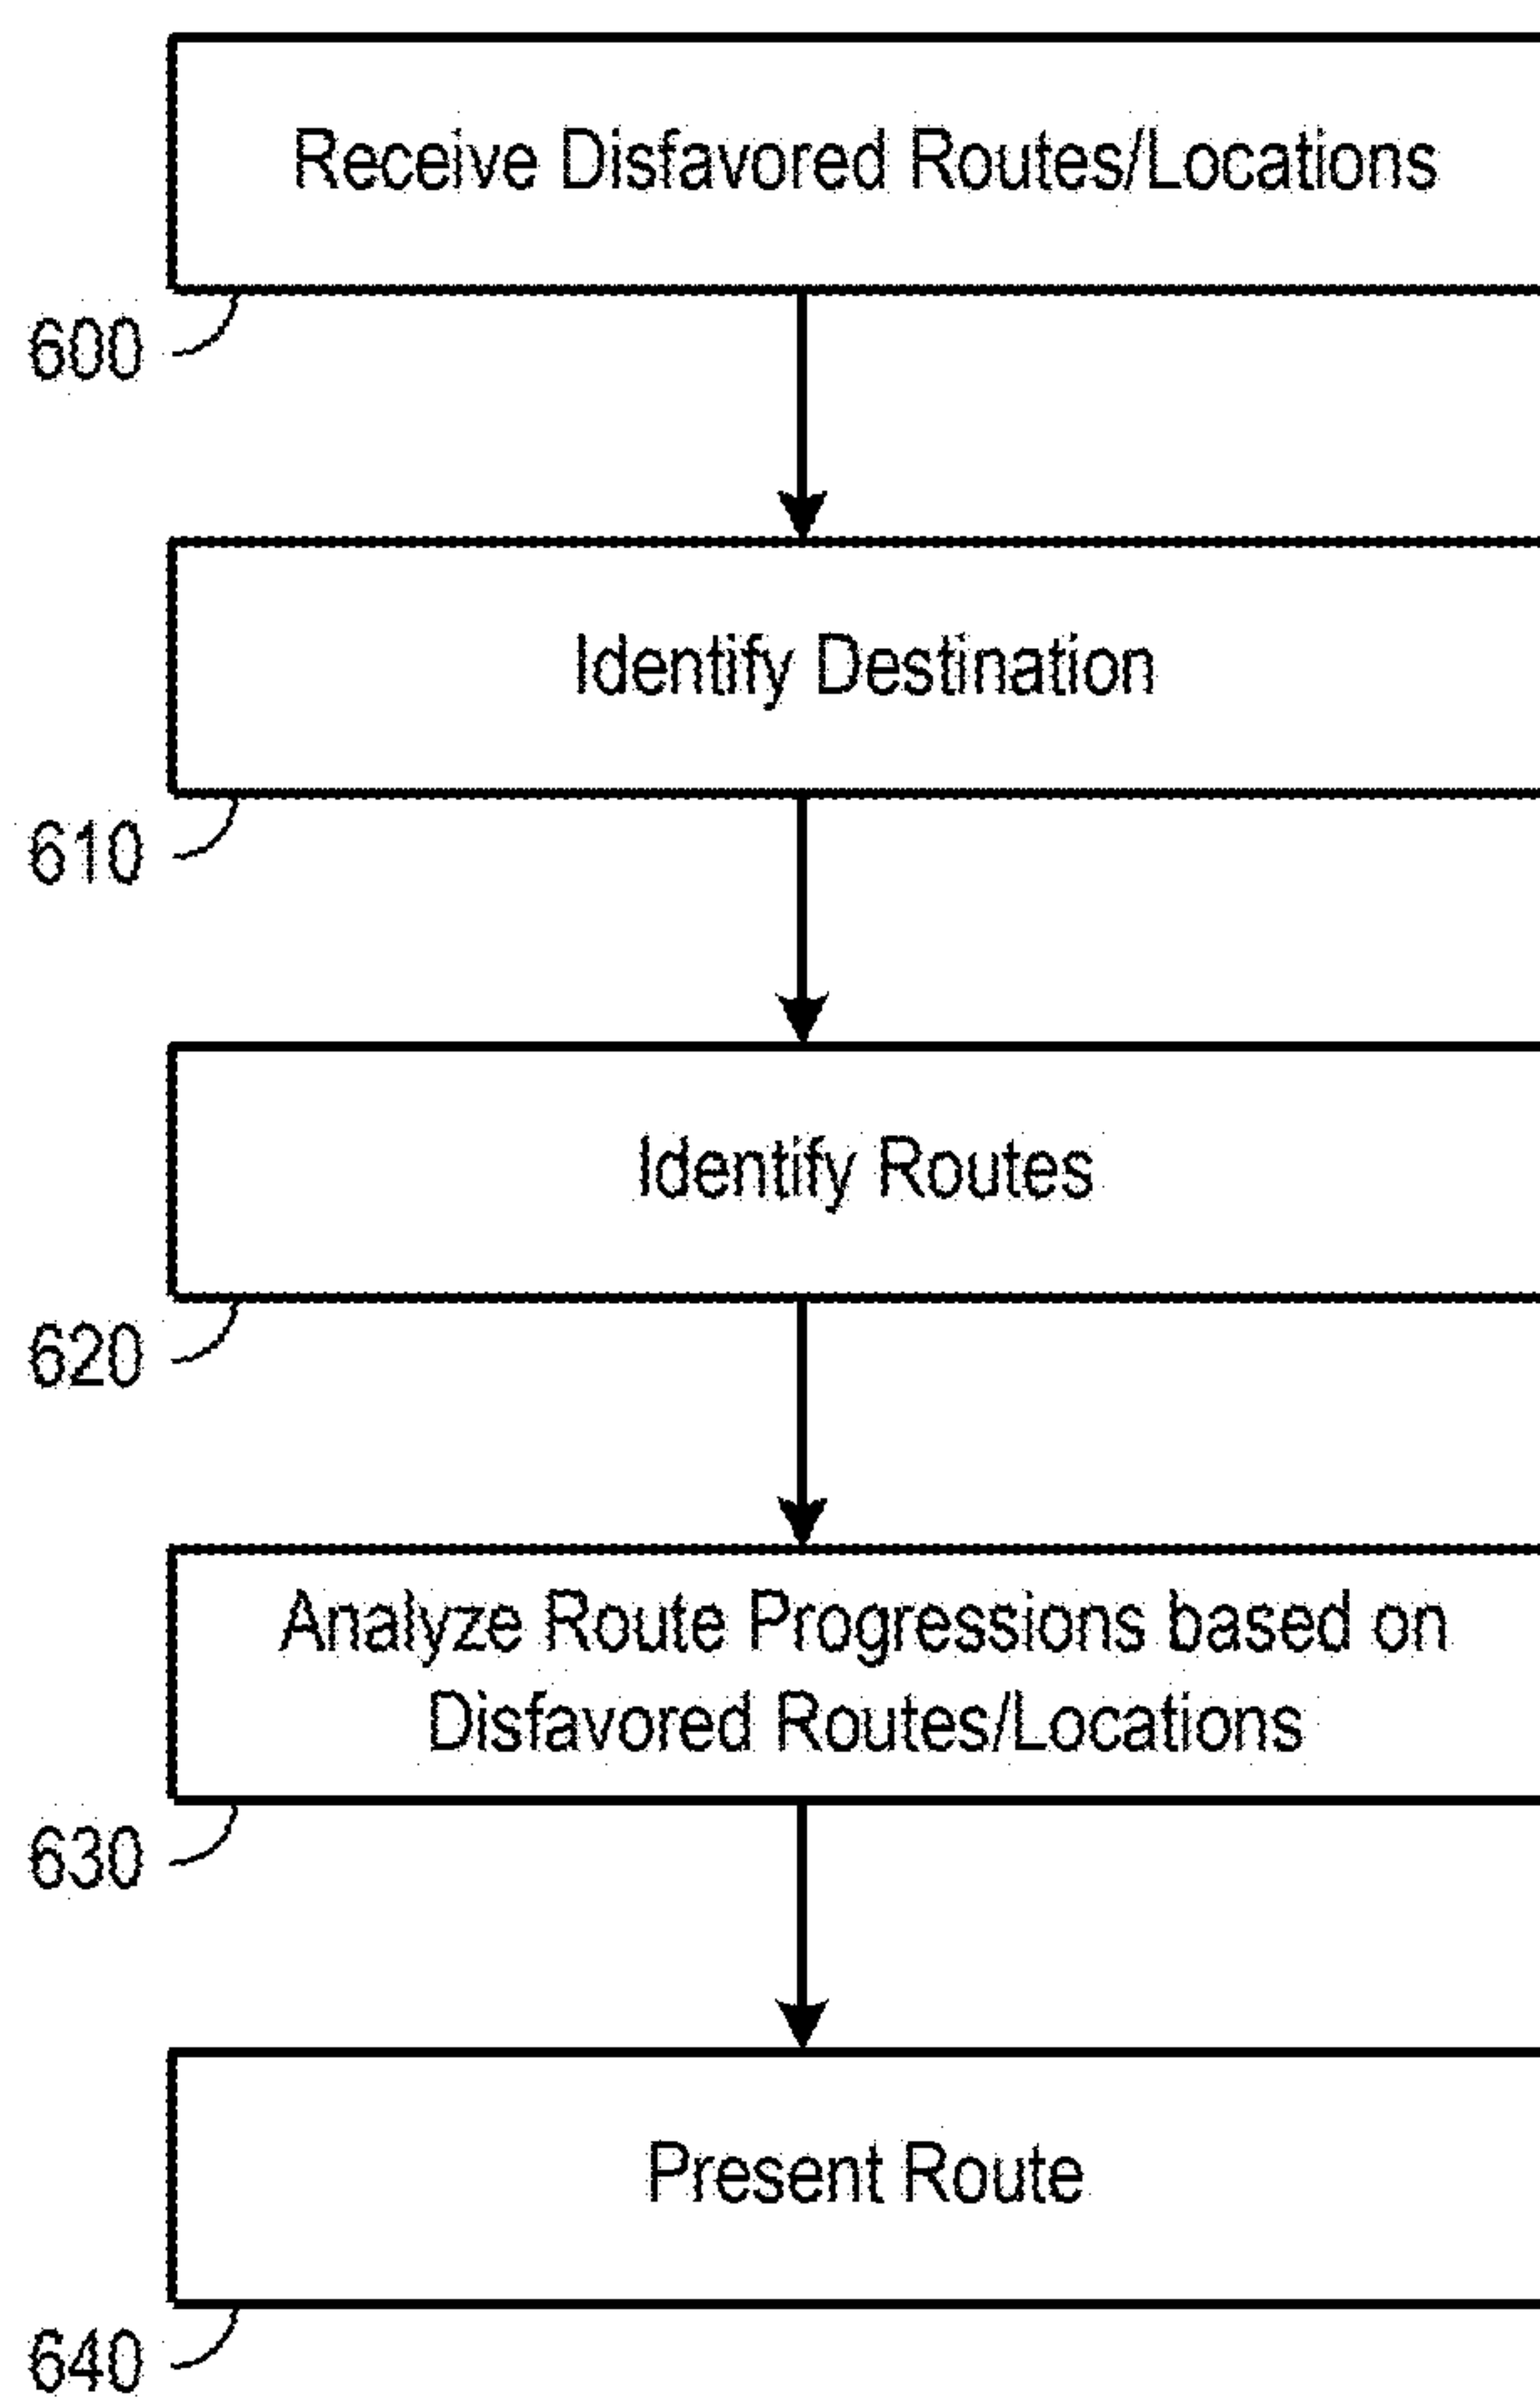 Receive Disfavored Routes/Locations
600
Identify Destination
610
Identify Routes
620
Analyze Route Progressions based on
Disfavored Routes/Locations
630
Present Route
640